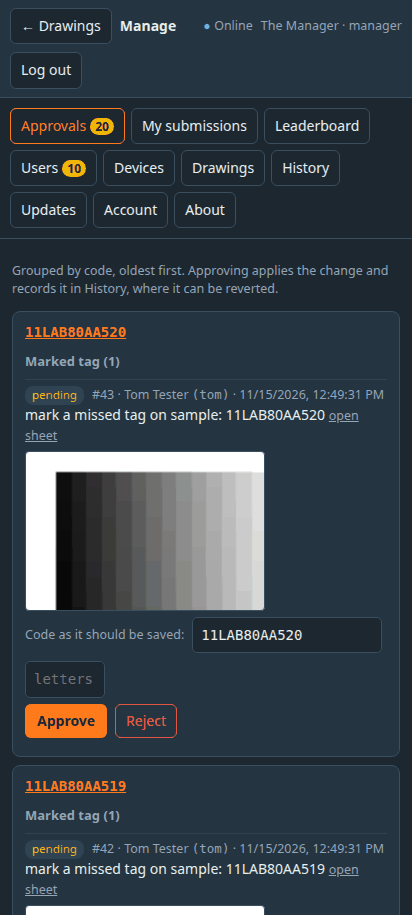 ← Drawings Manage ● Online The Manager · manager
Log out
Approvals 20 My submissions Leaderboard
Users 10 Devices Drawings History
Updates Account About
Grouped by code, oldest first. Approving applies the change and
records it in History, where it can be reverted.
11LAB80AA520
Marked tag (1)
pending #43 · Tom Tester (tom) · 11/15/2026, 12:49:31 PM
mark a missed tag on sample: 11LAB80AA520 open
sheet
Code as it should be saved: 11LAB80AA520
letters
Approve Reject
11LAB80AA519
Marked tag (1)
pending #42 · Tom Tester (tom) · 11/15/2026, 12:49:31 PM
mark a missed tag on sample: 11LAB80AA519 open
sheet